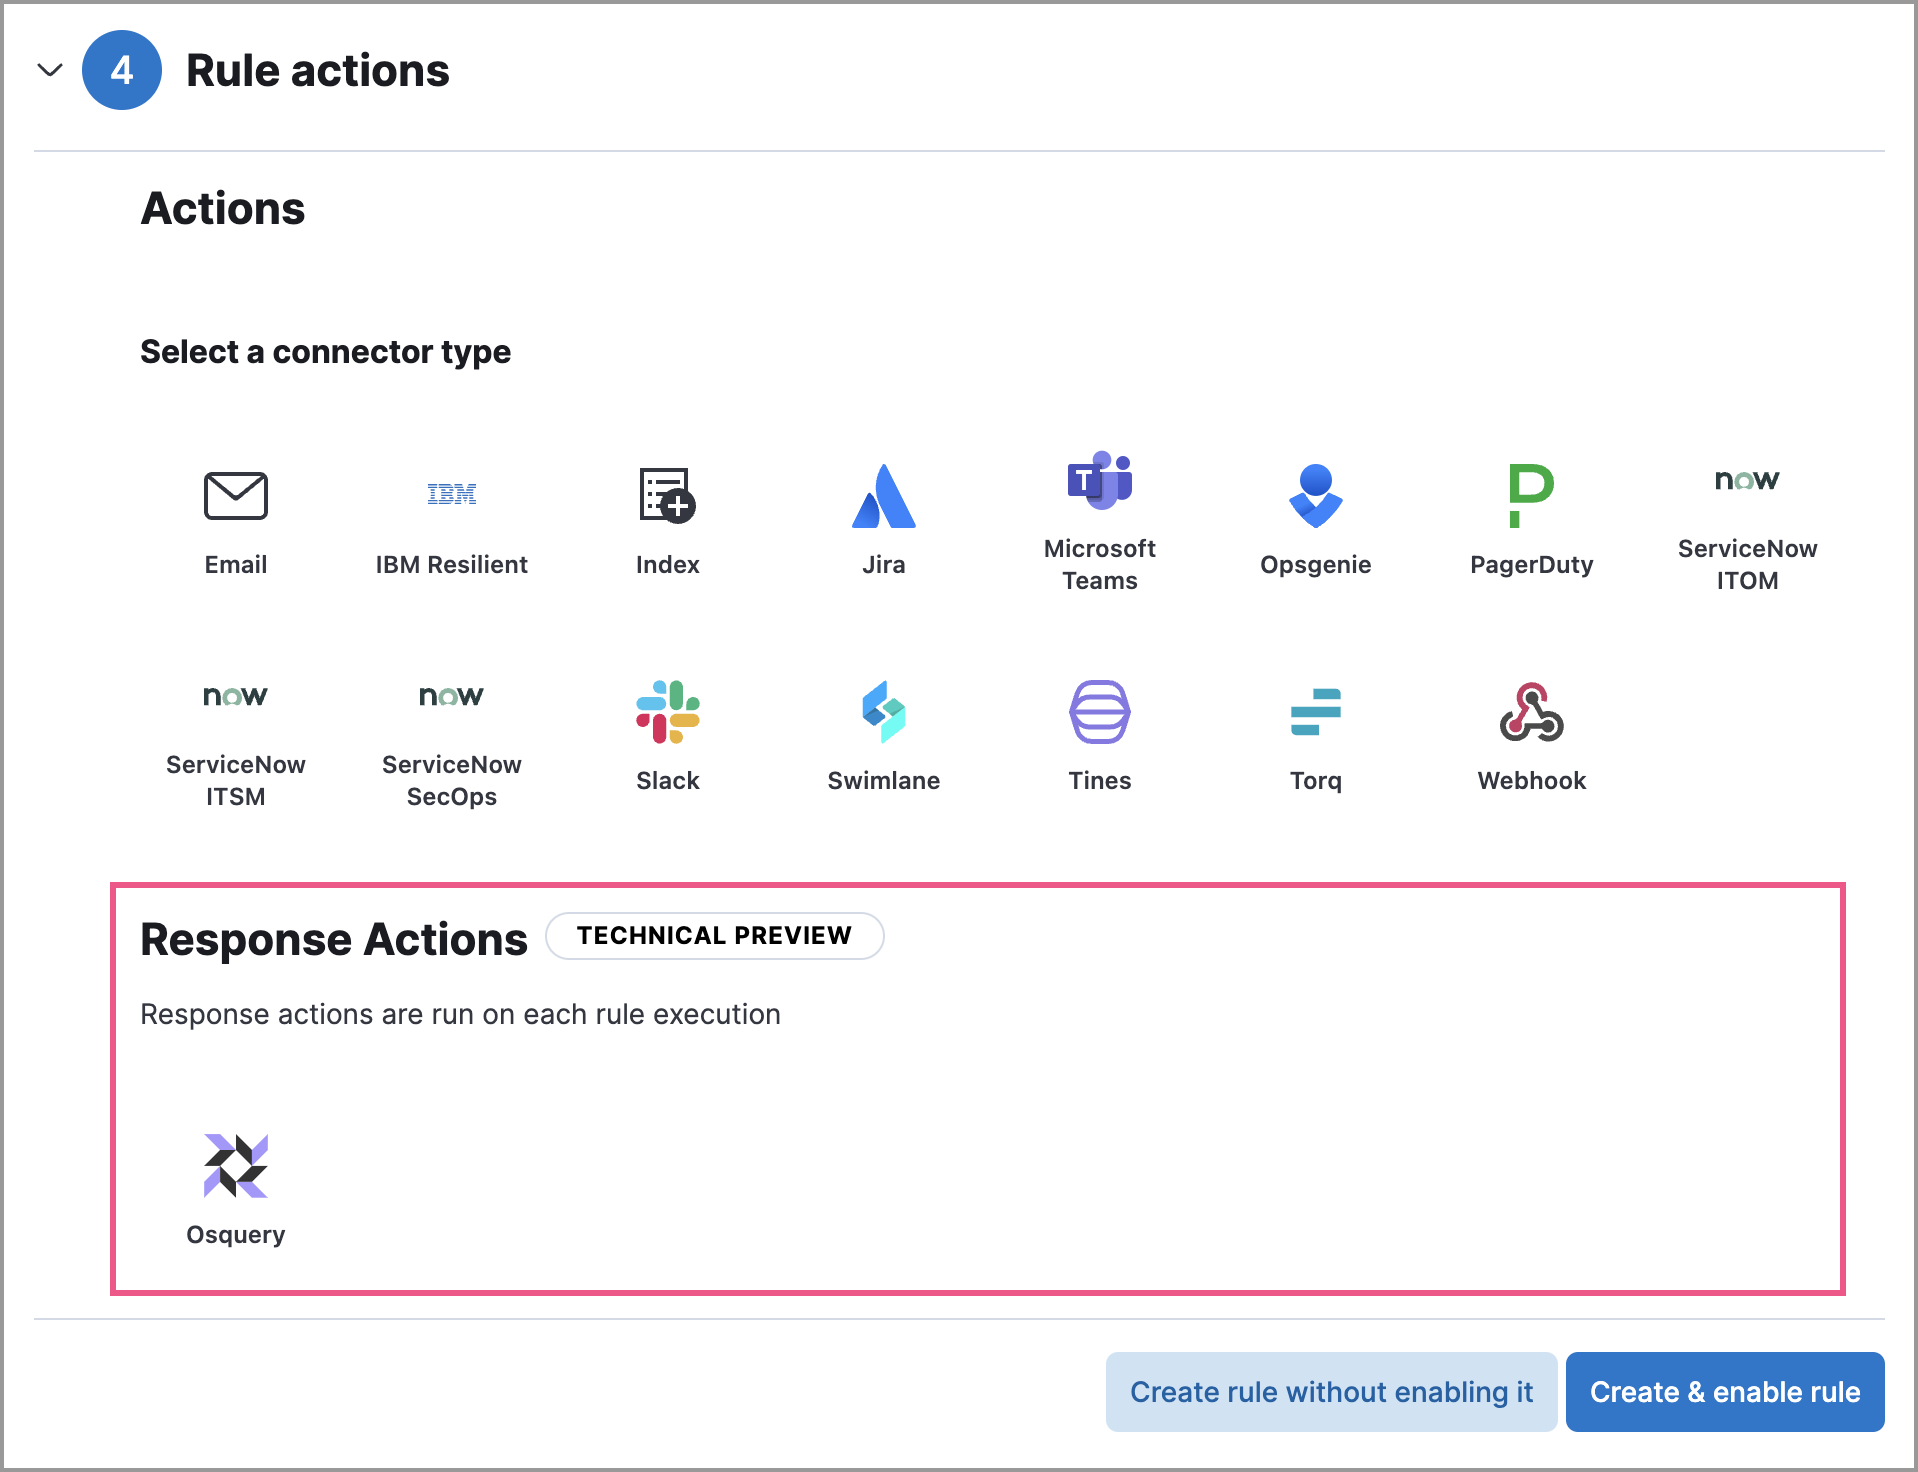 4 Rule actions
Actions
Select a connector type
IBM
T
now
Email
IBM Resilient
Index
Jira
Microsoft
Teams
Opsgenie
PagerDuty
ServiceNow
ITOM
now
now
ServiceNow
ITSM
ServiceNow
SecOps
Slack
Swimlane
Tines
Torq
Webhook
Response Actions TECHNICAL PREVIEW
Response actions are run on each rule execution
Osquery
Create rule without enabling it
Create & enable rule